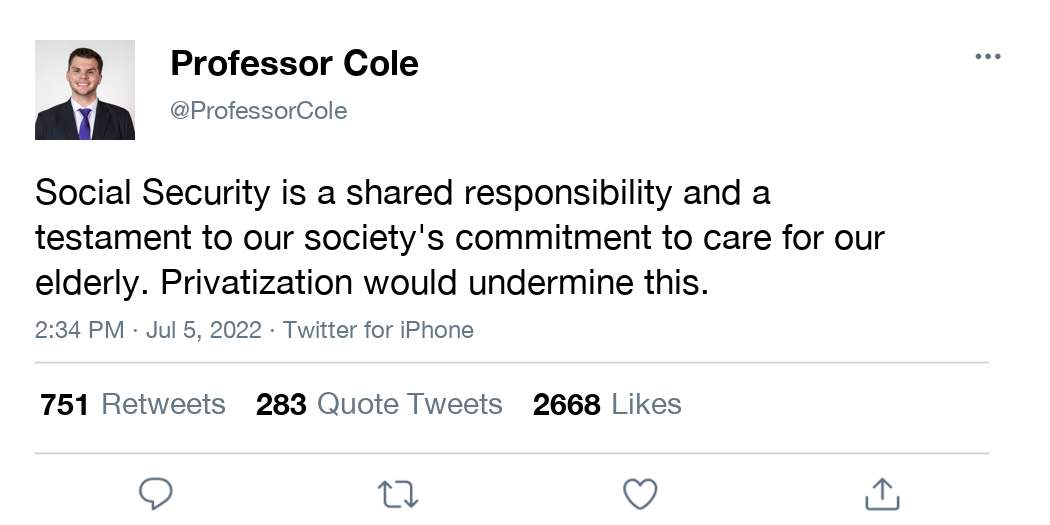 Professor Cole
@ProfessorCole
Social Security is a shared responsibility and a
testament to our society's commitment to care for our
elderly. Privatization would undermine this.
2:34 PM · Jul 5, 2022 · Twitter for iPhone
751 Retweets 283 Quote Tweets 2668 Likes